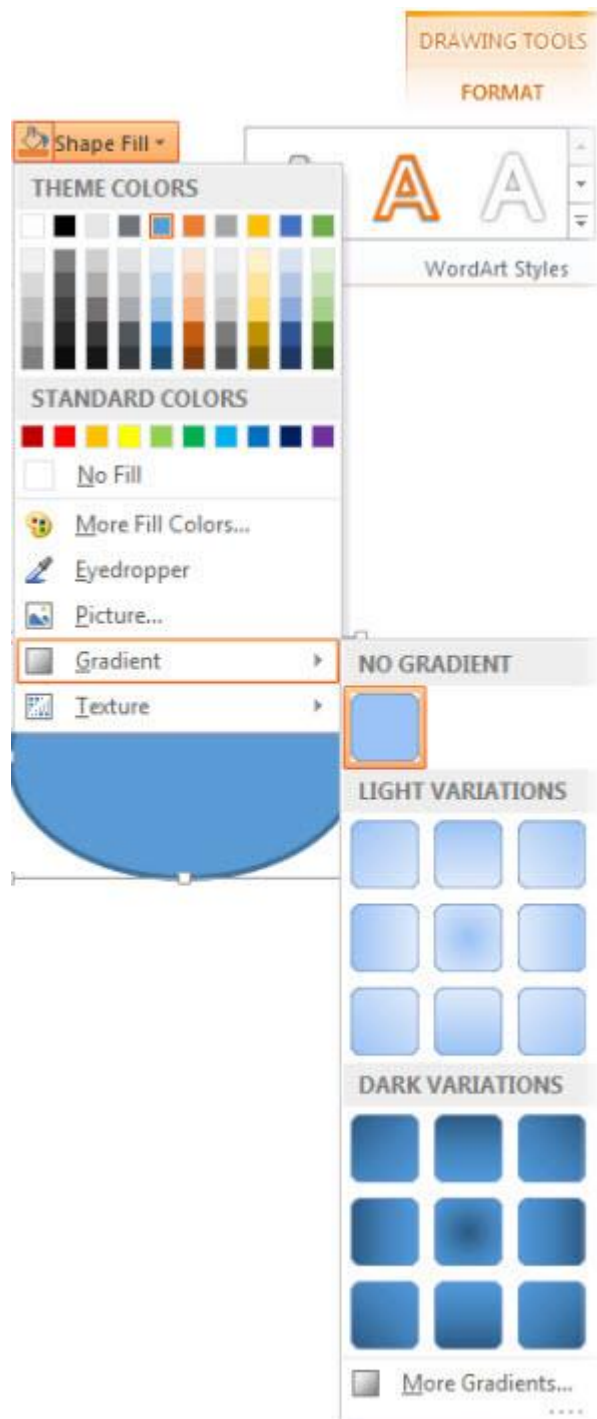 DRAWING TOOLS
FORMAT
Shape Fill
A A
THEME COLORS
WordArt Styles
STANDARD COLORS
No Fill
More Fill Colors...
Eyedropper
Picture...
Gradient
Texture
NO GRADIENT
LIGHT VARIATIONS
DARK VARIATIONS
More Gradients...